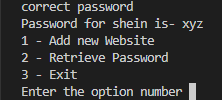 correct password
Password for shein is- xyz
1 - Add new Website
2 - Retrieve Password
3 - Exit
Enter the option number